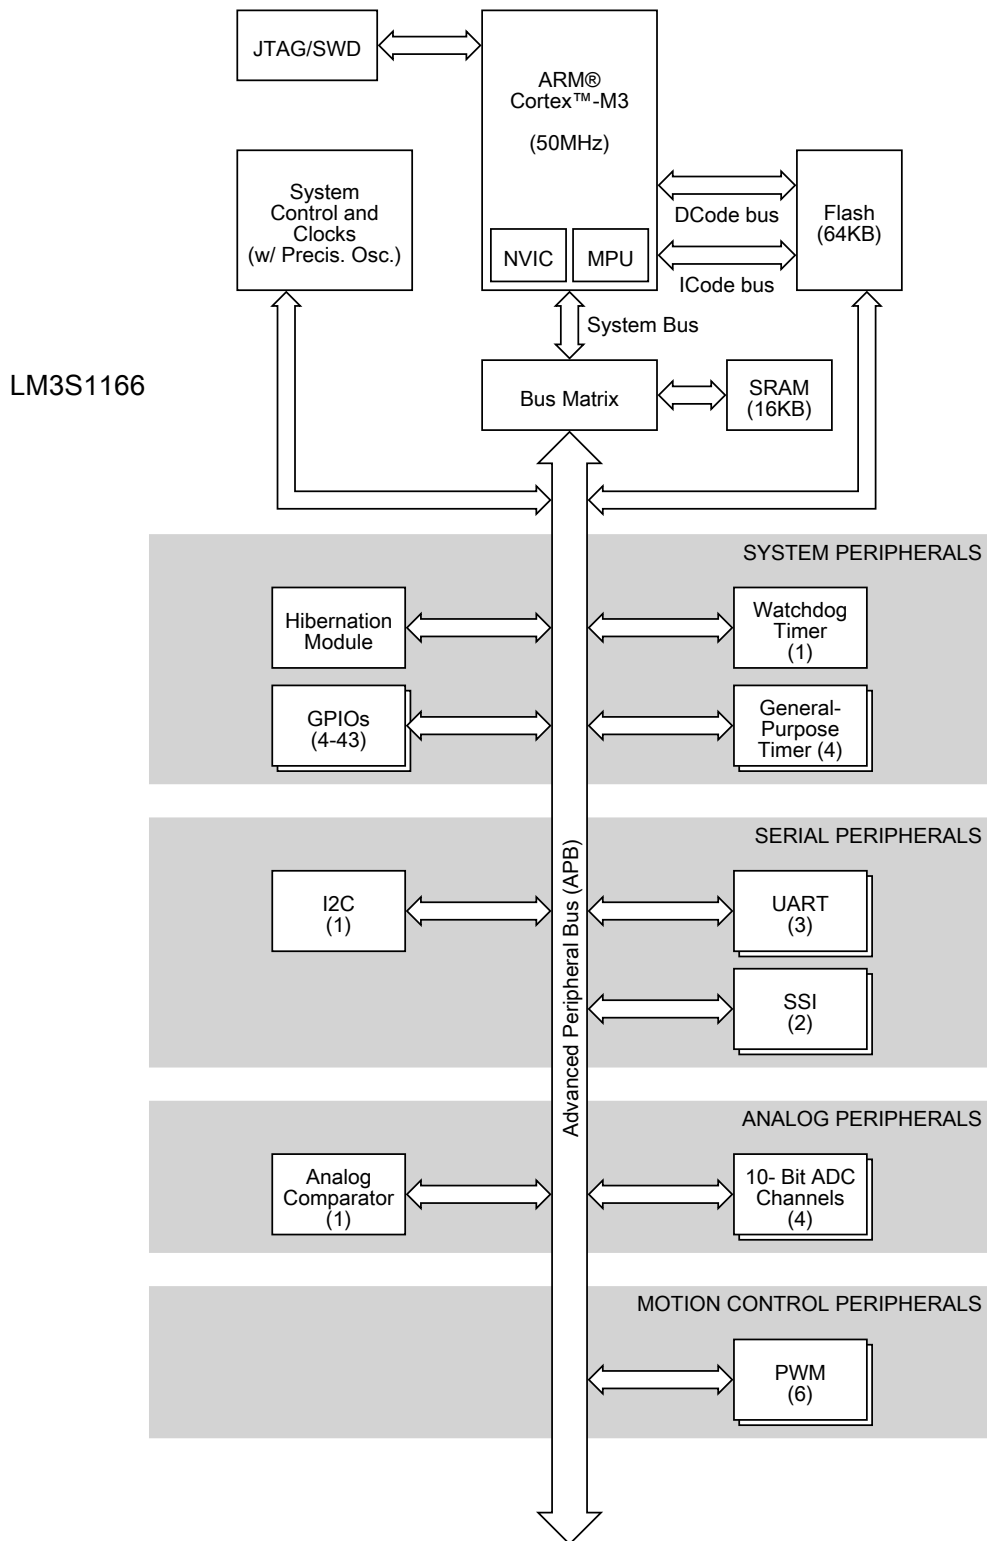 JTAG/SWD
ARM®
Cortex™-M3
(50MHz)
NVIC
MPU
System
Control and
Clocks
(w/ Precis. Osc.)
DCode bus
ICode bus
Flash
(64KB)
System Bus
LM3S1166
Bus Matrix
SRAM
(16KB)
SYSTEM PERIPHERALS
Hibernation
Module
Watchdog
Timer
(1)
GPIOs
(4-43)
General-
Purpose
Timer (4)
Advanced Peripheral Bus (APB)
SERIAL PERIPHERALS
I2C
(1)
UART
(3)
SSI
(2)
ANALOG PERIPHERALS
Analog
Comparator
(1)
10- Bit ADC
Channels
(4)
MOTION CONTROL PERIPHERALS
PWM
(6)